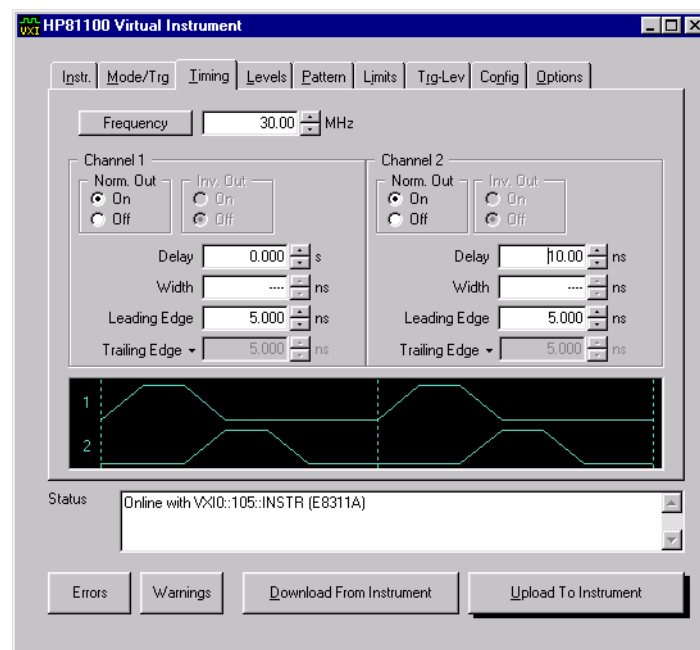 VXI HP81100 Virtual Instrument
Instr. Mode/Trg Timing Levels Pattern Limits Trg-Lev Config Options
Frequency 30.00 MHz
Channel 1
Norm. Out Inv. Out
On On
Off Off
Delay 0.000 s
Width ---- ns
Leading Edge 5.000 ns
Trailing Edge 5.000 ns
Channel 2
Norm. Out Inv. Out
On On
Off Off
Delay 10.00 ns
Width ---- ns
Leading Edge 5.000 ns
Trailing Edge 5.000 ns
1
2
Status Online with VXI0::105::INSTR (E8311A)
Errors Warnings Download From Instrument Upload To Instrument